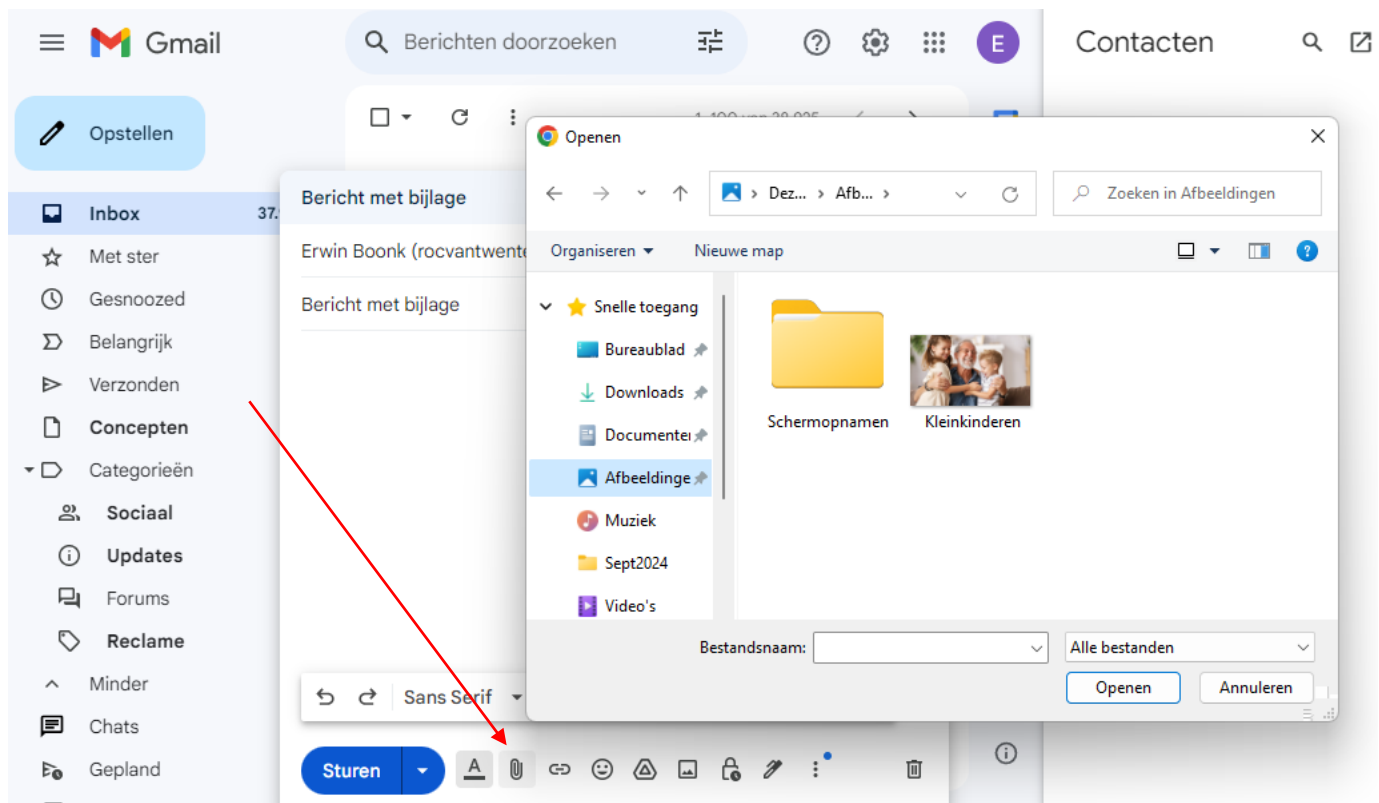 Gmail
Berichten doorzoeken
E
Contacten
Opstellen
Inbox
37.
Met ster
Gesnoozed
Belangrijk
Verzonden
Concepten
Categorieën
Sociaal
Updates
Forums
Reclame
Minder
Chats
Gepland
Bericht met bijlage
Erwin Boonk (rocvantwente
Bericht met bijlage
Sans Serif
Sturen
Openen
Dez... > Afb... >
Zoeken in Afbeeldingen
Organiseren
Nieuwe map
Snelle toegang
Bureaublad
Downloads
Documenten
Afbeeldinge
Muziek
Sept2024
Video's
Schermopnamen
Kleinkinderen
Bestandsnaam:
Alle bestanden
Openen
Annuleren